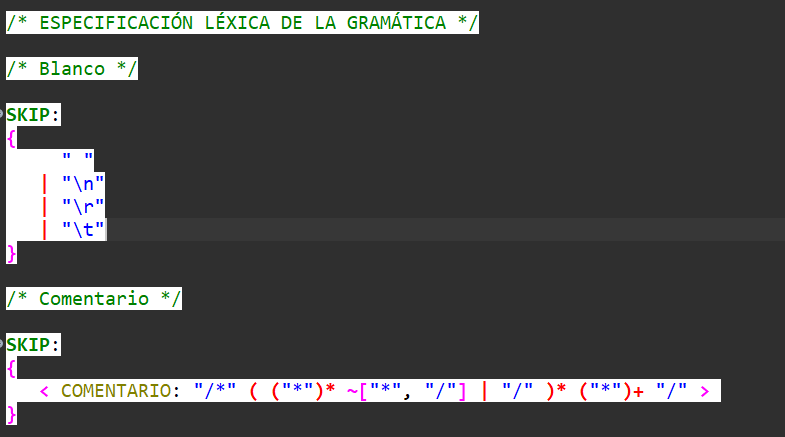 /* ESPECIFICACIÓN LÉXICA DE LA GRAMÁTICA */
/* Blanco */
SKIP:
{
" "
| "\n"
| "\r"
| "\t"
}
/* Comentario */
SKIP:
{
< COMENTARIO: "/*" ( ("*")* ~["*", "/"] | "/" )* ("*")+ "/" >
}